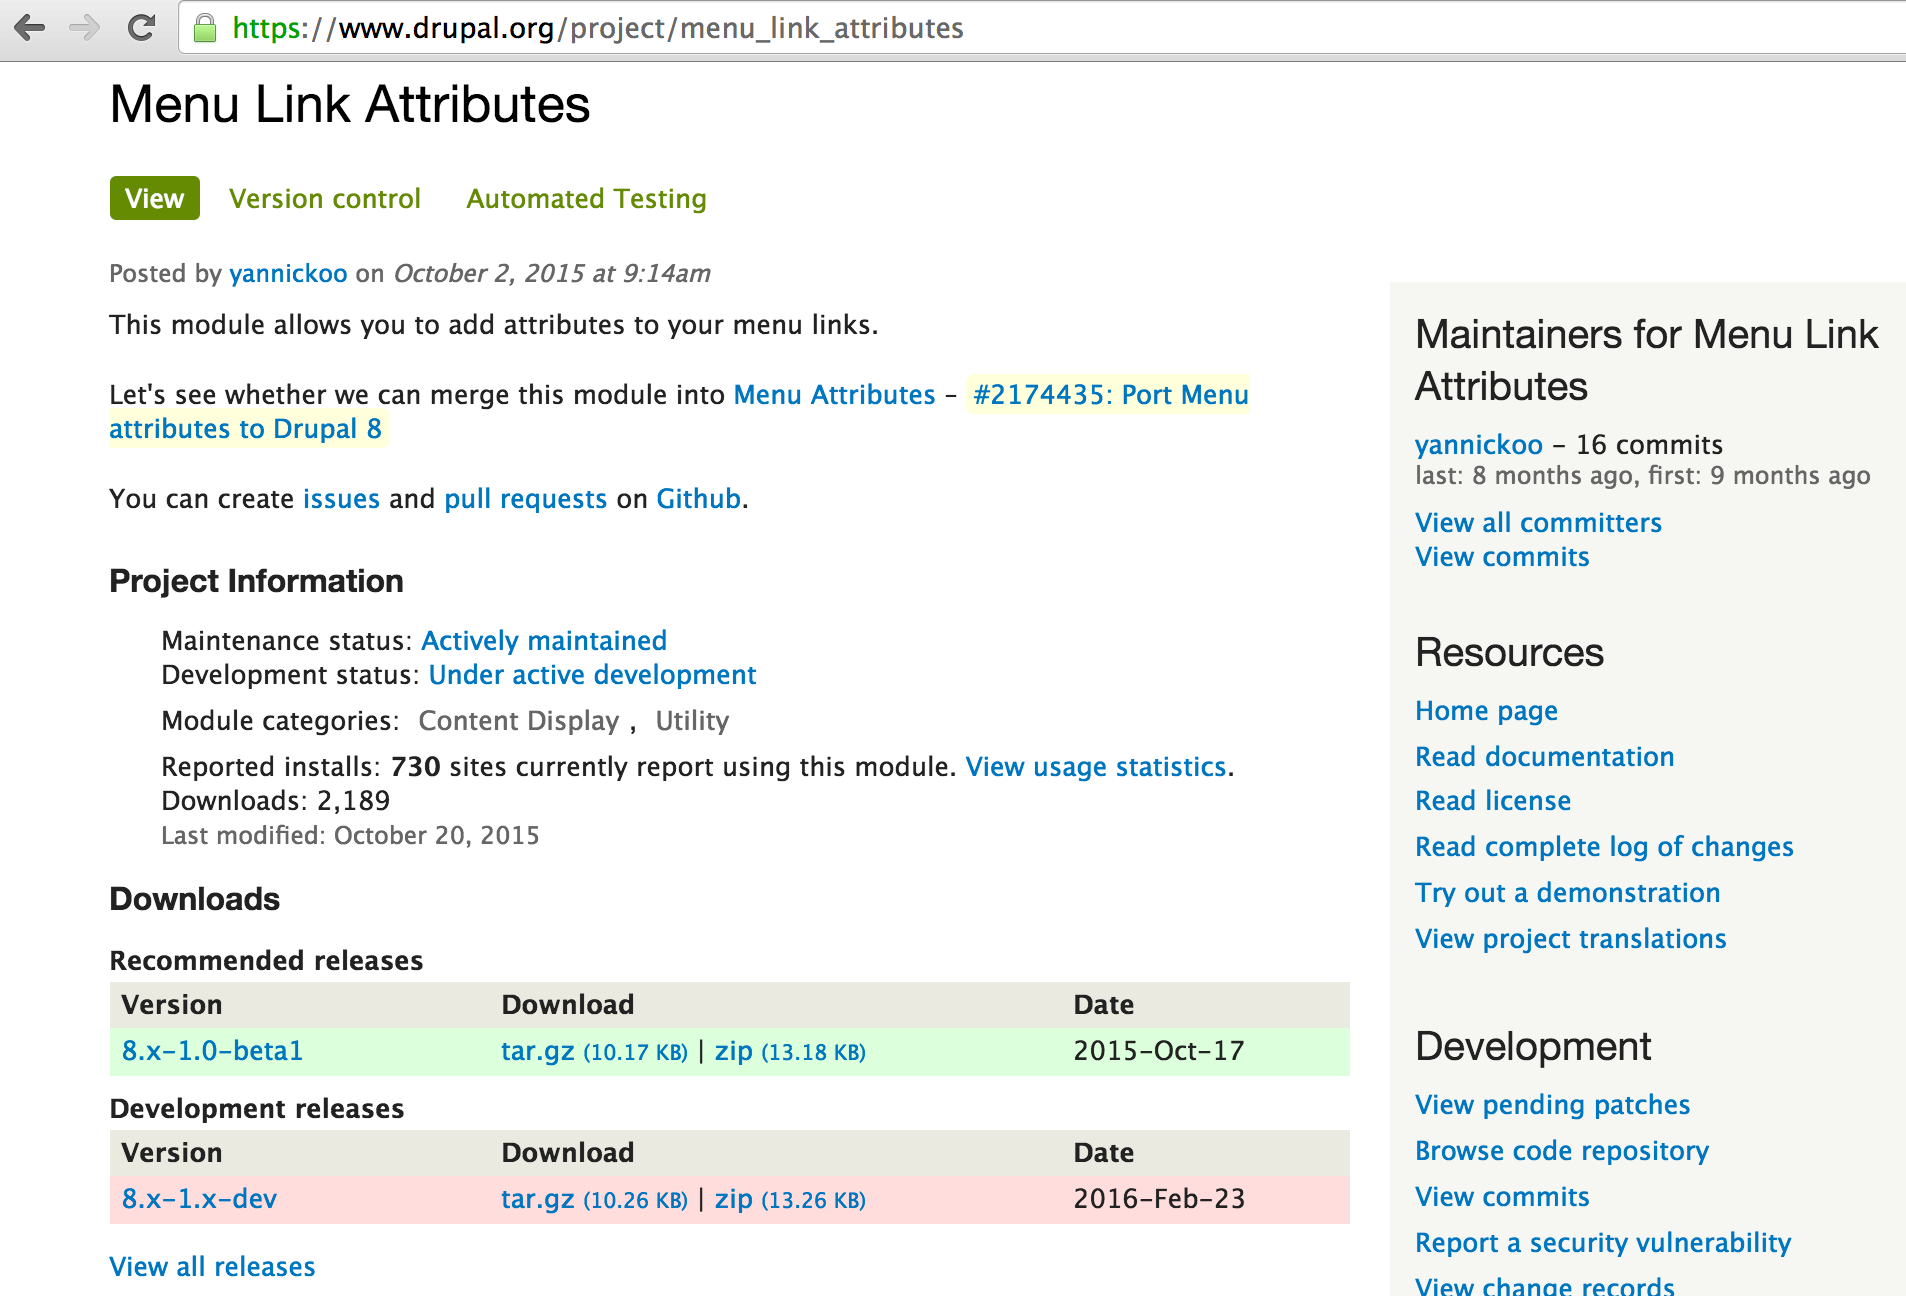 https://www.drupal.org/project/menu_link_attributes
Menu Link Attributes
View Version control Automated Testing
Posted by yannickoo on October 2, 2015 at 9:14am
This module allows you to add attributes to your menu links.
Let's see whether we can merge this module into Menu Attributes – #2174435: Port Menu
attributes to Drupal 8
You can create issues and pull requests on Github.
Project Information
Maintenance status: Actively maintained
Development status: Under active development
Module categories: Content Display , Utility
Reported installs: 730 sites currently report using this module. View usage statistics.
Downloads: 2,189
Last modified: October 20, 2015
Downloads
Recommended releases
Version Download Date
8.x-1.0-beta1 tar.gz (10.17 KB) | zip (13.18 KB) 2015-Oct-17
Development releases
Version Download Date
8.x-1.x-dev tar.gz (10.26 KB) | zip (13.26 KB) 2016-Feb-23
View all releases
Maintainers for Menu Link
Attributes
yannickoo – 16 commits
last: 8 months ago, first: 9 months ago
View all committers
View commits
Resources
Home page
Read documentation
Read license
Read complete log of changes
Try out a demonstration
View project translations
Development
View pending patches
Browse code repository
View commits
Report a security vulnerability
View change records